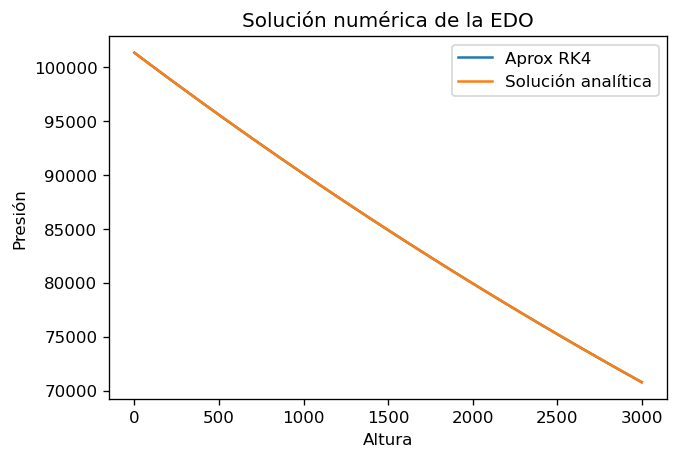 Solución numérica de la EDO
Aprox RK4
Solución analítica
Presión
100000
95000
90000
85000
80000
75000
70000
0 500 1000 1500 2000 2500 3000
Altura